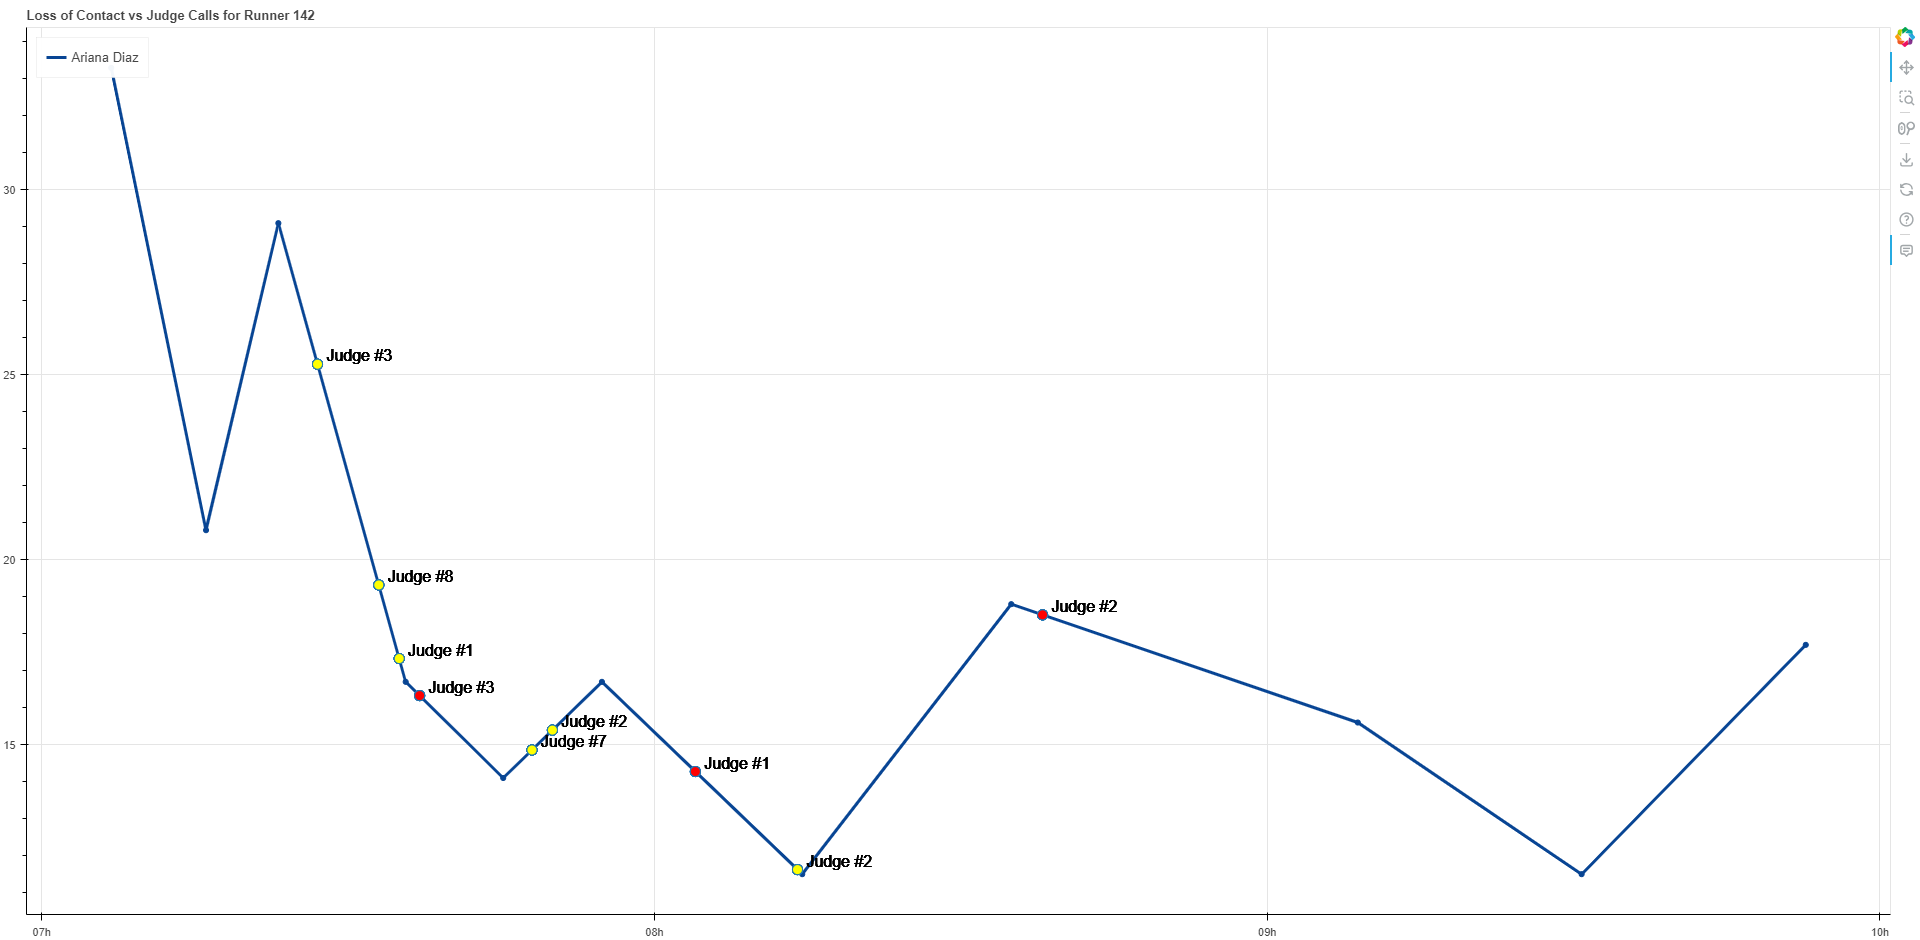 Loss of Contact vs Judge Calls for Runner 142
Ariana Diaz
30
25
20
15
Judge #3
Judge #8
Judge #1
Judge #3
Judge #2
Judge #7
Judge #1
Judge #2
Judge #2
07h
08h
09h
10h